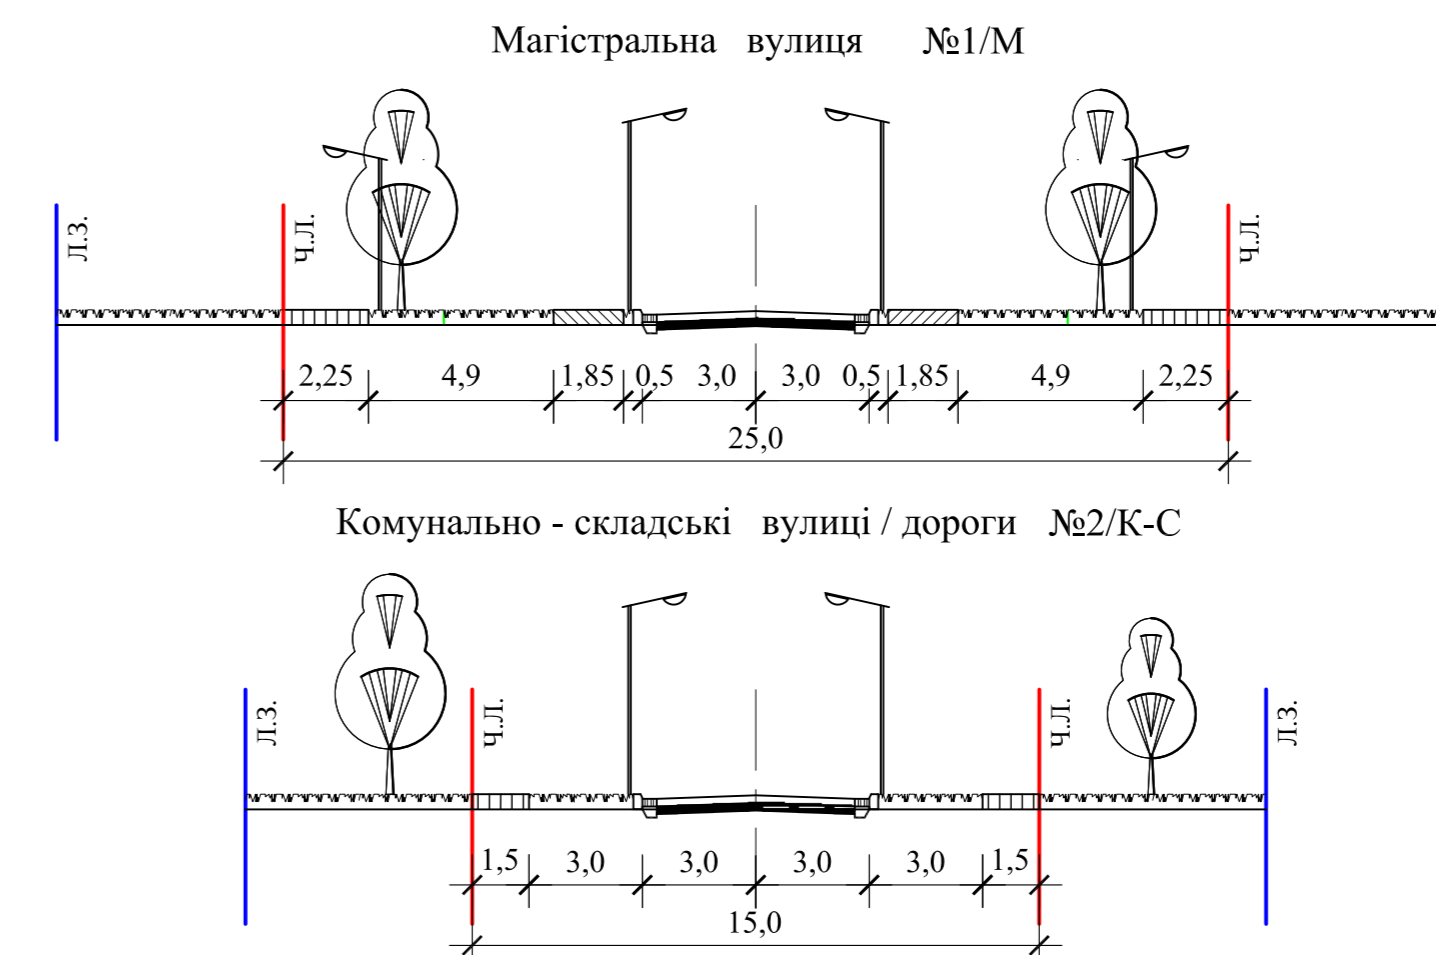 Магістральна вулиця №1/М
Л.З.
Ч.Л.
Ч.Л.
2,25 4,9 1,85 0,5 3,0 3,0 0,5 1,85 4,9 2,25
25,0
Комунально - складські вулиці / дороги №2/К-С
Л.З.
Ч.Л.
Ч.Л.
Л.З.
1,5 3,0 3,0 3,0 3,0 1,5
15,0